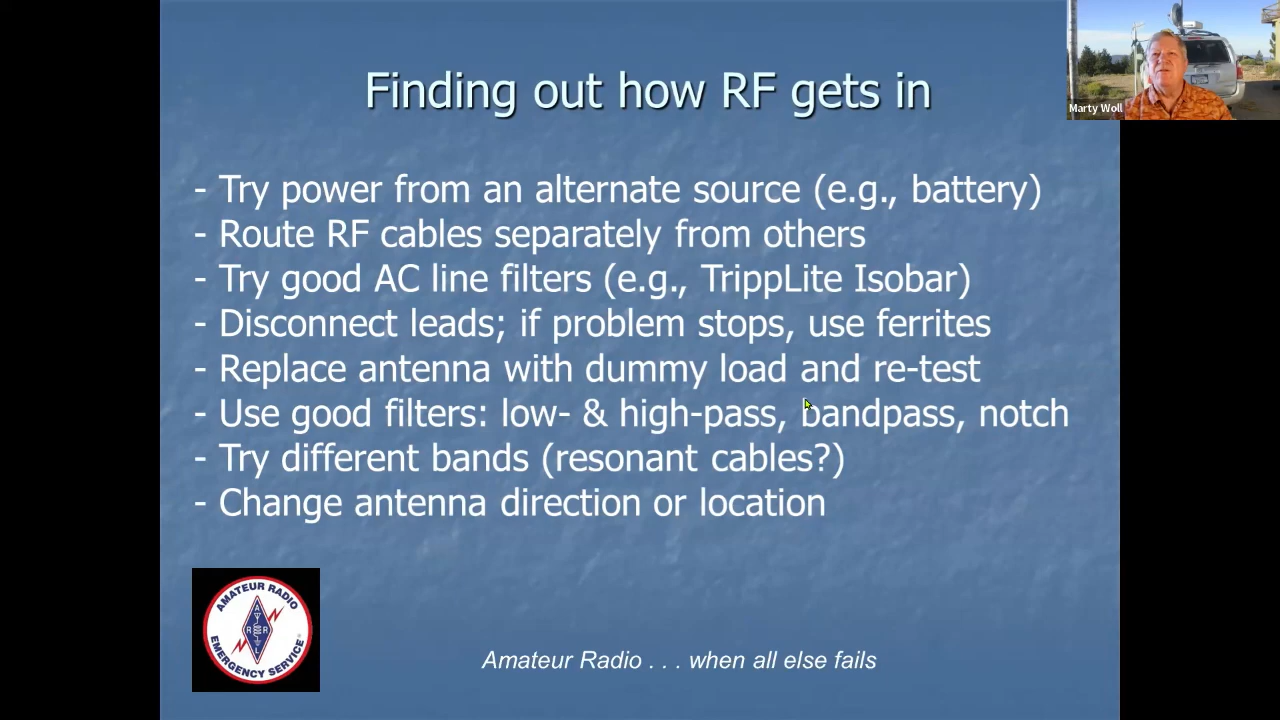 Finding out how RF gets in
Marty Woll
- Try power from an alternate source (e.g., battery)
- Route RF cables separately from others
- Try good AC line filters (e.g., TrippLite Isobar)
- Disconnect leads; if problem stops, use ferrites
- Replace antenna with dummy load and re-test
- Use good filters: low- & high-pass, bandpass, notch
- Try different bands (resonant cables?)
- Change antenna direction or location
AMATEUR RADIO
A
R R
L
EMERGENCY SERVICE
Amateur Radio . . . when all else fails